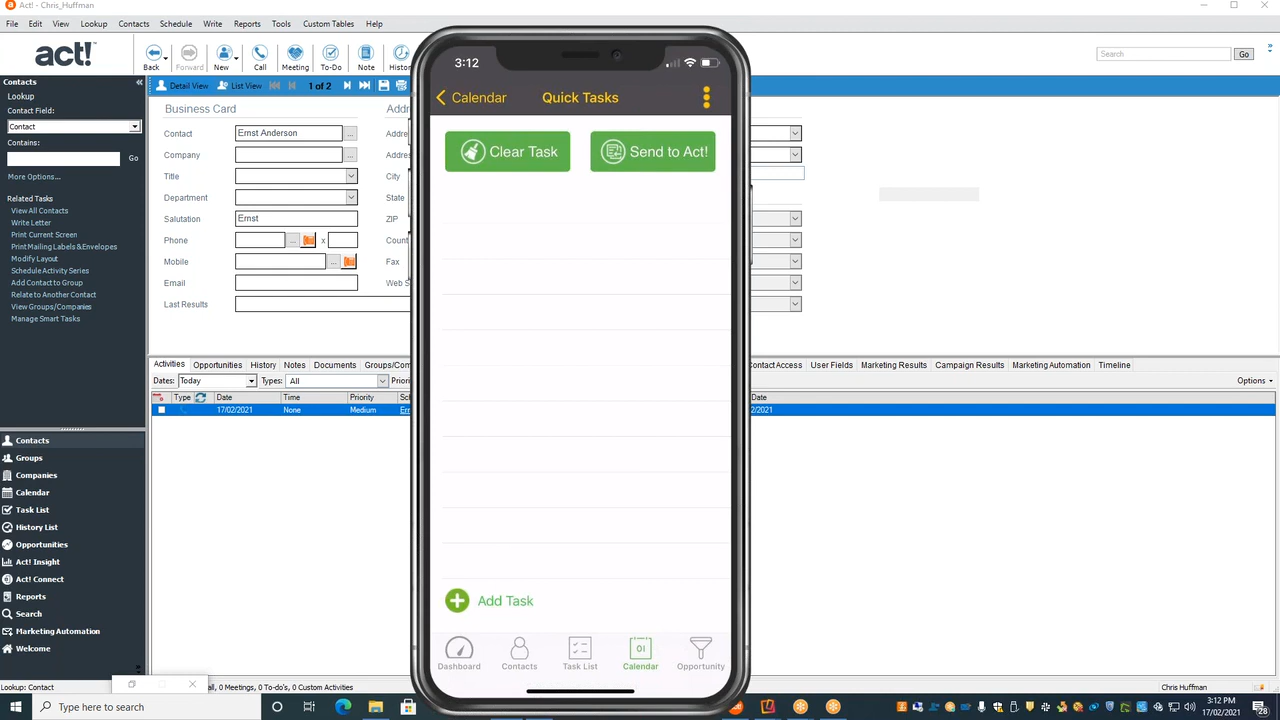 Act! - Chris_Huffman
File Edit View Lookup Contacts Schedule Write Reports Tools Custom Tables Help
act!
Back Forward New Call Meeting To-Do Note
Search Go
Contacts
Lookup
Contact Field:
Contact
Contains:
Go
More Options...
Related Tasks
View All Contacts
Write Letter
Print Current Screen
Print Mailing Labels & Envelopes
Modify Layout
Schedule Activity Series
Add Contact to Group
Relate to Another Contact
View Groups/Companies
Manage Smart Tasks
Contacts
Groups
Companies
Calendar
Task List
History List
Opportunities
Act! Insight
Act! Connect
Reports
Search
Marketing Automation
Welcome
Detail View List View 1 of 2
Business Card
Contact Ernst Anderson
Company
Title
Department
Salutation Ernst
Phone x
Mobile
Email
Last Results
City
State
ZIP
Fax
3:12
Calendar Quick Tasks
Clear Task Send to Act!
Add Task
Dashboard Contacts Task List Calendar Opportunity
Activities Opportunities History Notes Documents
User Fields Marketing Results Campaign Results Marketing Automation Timeline
Dates: Today Types: All
Options
Type Date Time Priority
17/02/2021 None Medium
Date
Lookup: Contact
0 Meetings, 0 To-do's, 0 Custom Activities
Chris Huffman
Type here to search
3:12 PM
17/02/2021